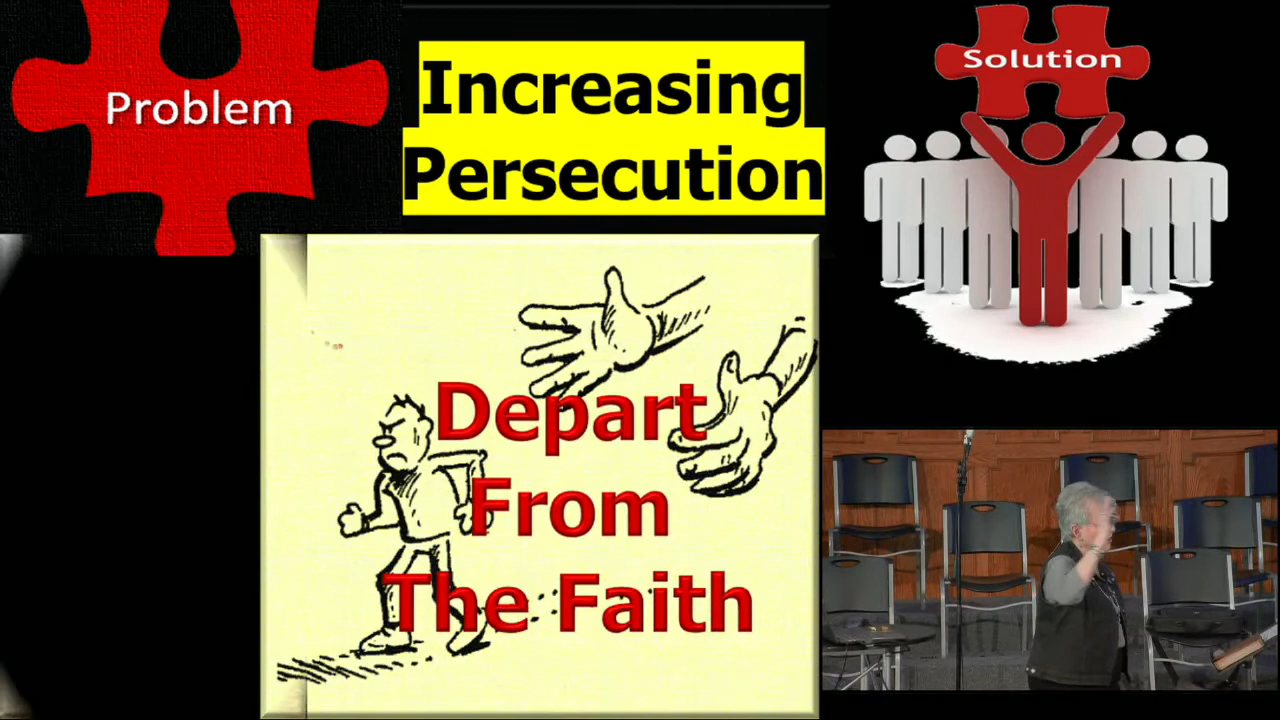 Problem
Increasing
Persecution
Solution
Depart
From
The Faith